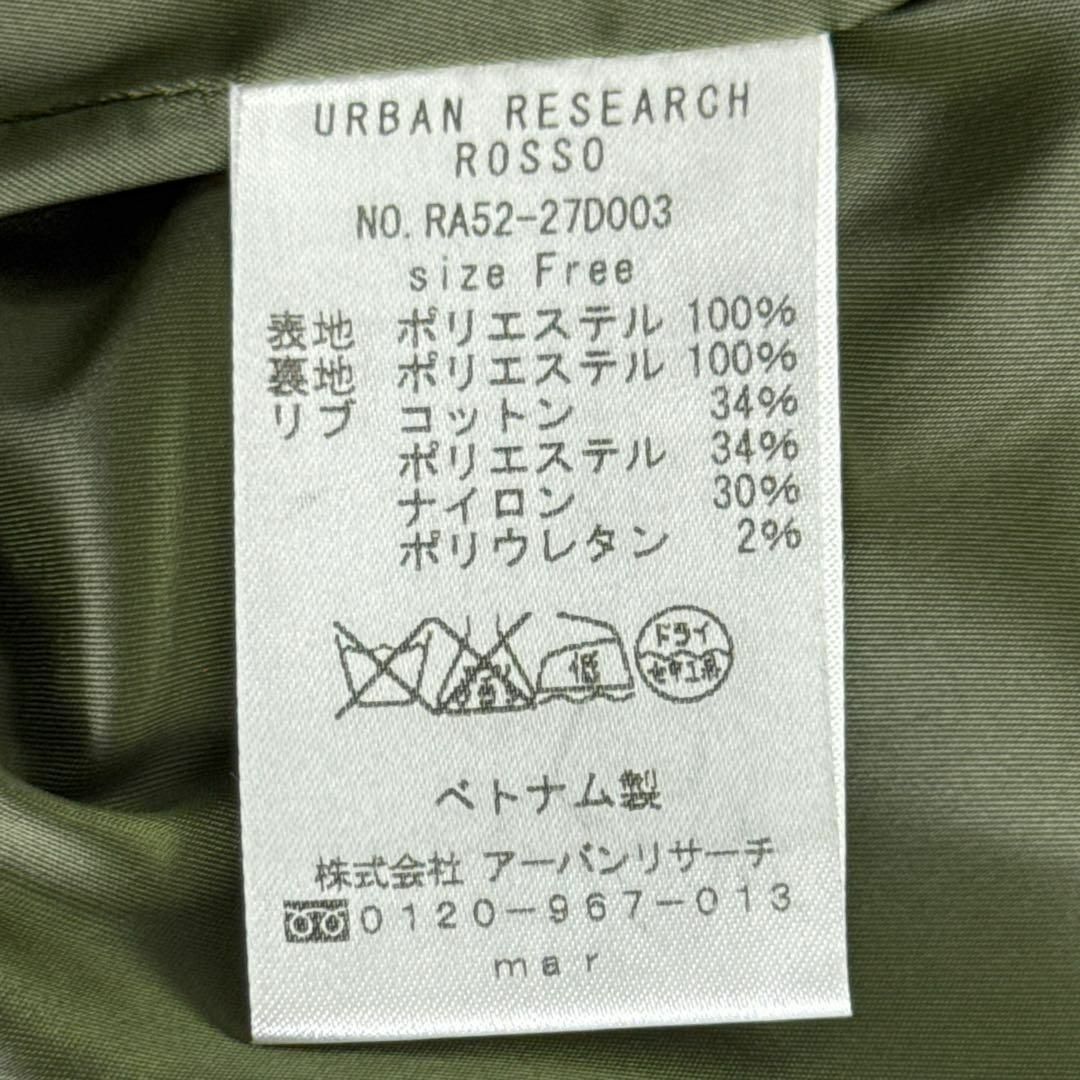 URBAN RESEARCH
ROSSO
NO. RA52-27D003
size Free
表地 ポリエステル 100%
裏地 ポリエステル 100%
リブ コットン 34%
ポリエステル 34%
ナイロン 30%
ポリウレタン 2%
低 ドライ
ベトナム製
株式会社 アーバンリサーチ
0120-967-013
mar